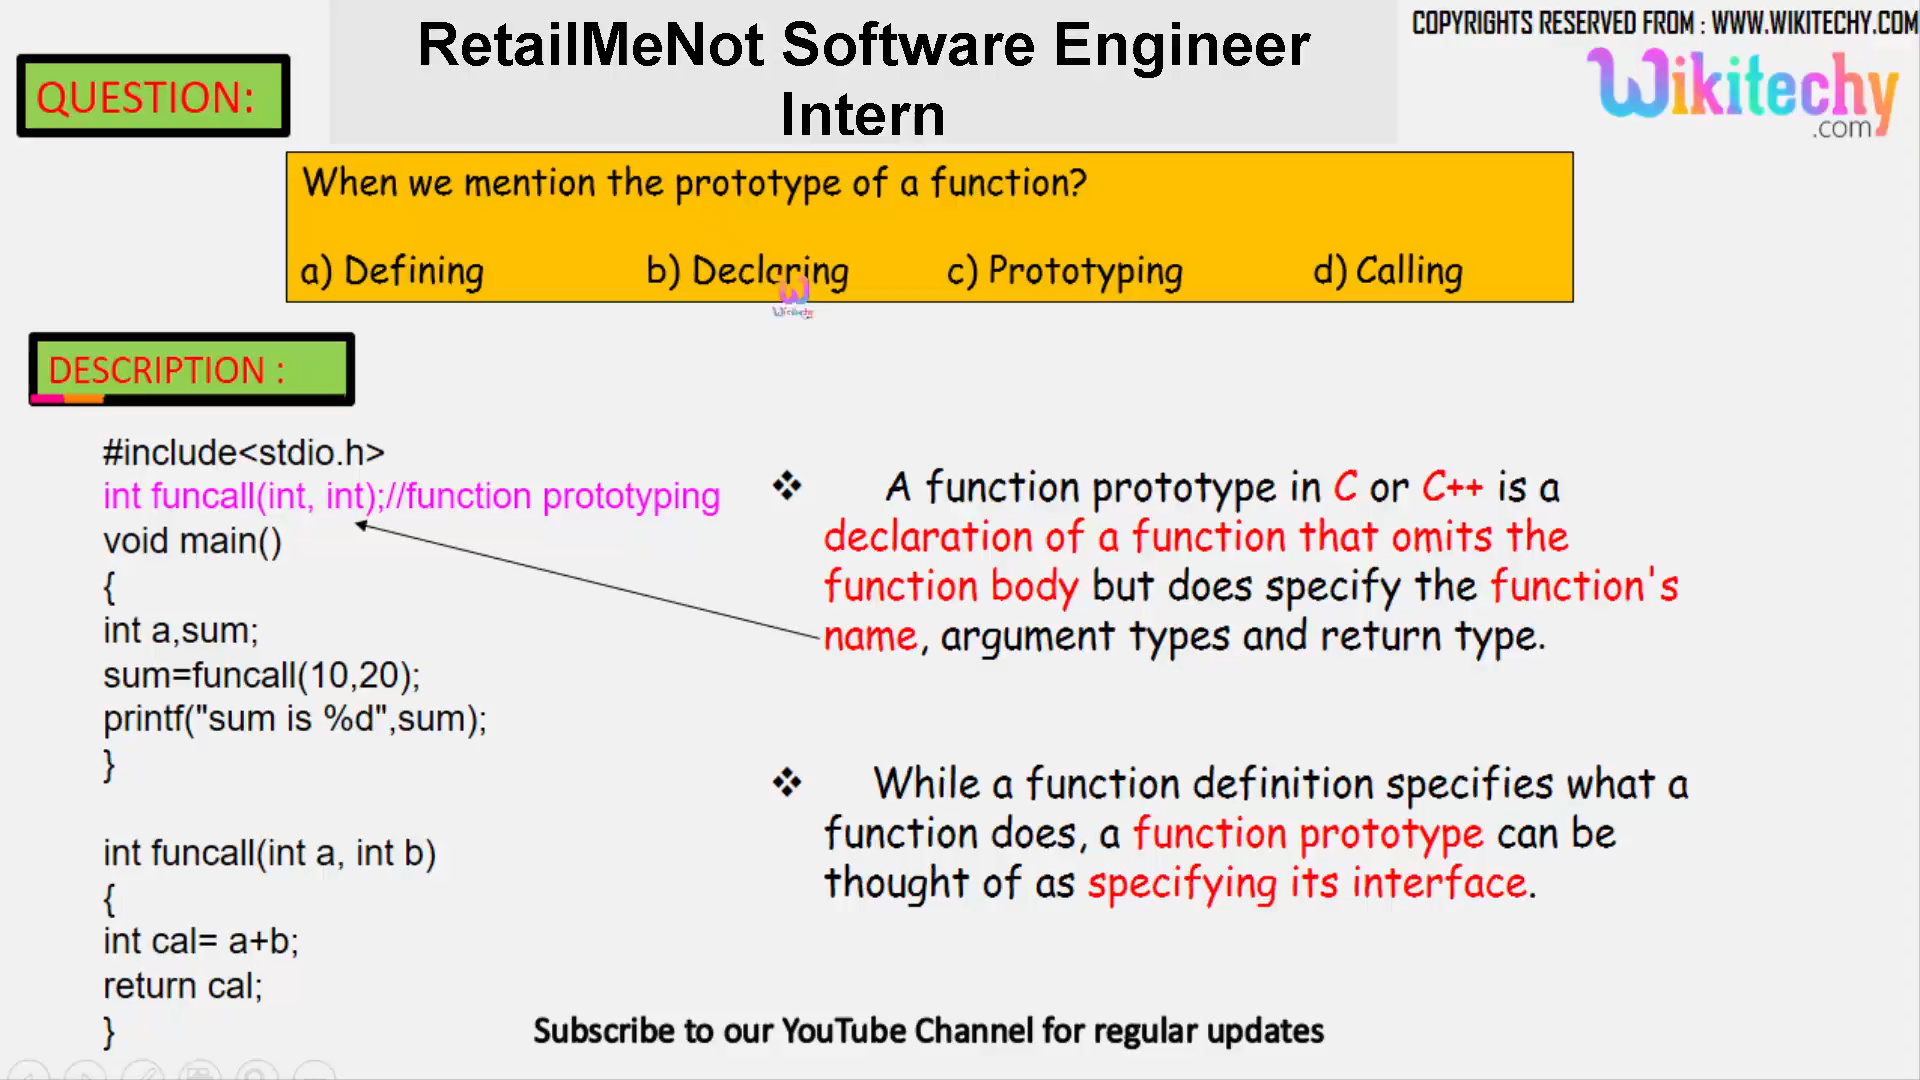 COPYRIGHTS RESERVED FROM : WWW.WIKITECHY.COM
RetailMeNot Software Engineer
Intern
Wikitechy
.com
QUESTION:
When we mention the prototype of a function?
a) Defining b) Declaring c) Prototyping d) Calling
Wikitechy
DESCRIPTION :
#include<stdio.h>
int funcall(int, int);//function prototyping
void main()
{
int a,sum;
sum=funcall(10,20);
printf("sum is %d",sum);
}
int funcall(int a, int b)
{
int cal= a+b;
return cal;
}
❖ A function prototype in C or C++ is a
declaration of a function that omits the
function body but does specify the function's
name, argument types and return type.
❖ While a function definition specifies what a
function does, a function prototype can be
thought of as specifying its interface.
Subscribe to our YouTube Channel for regular updates